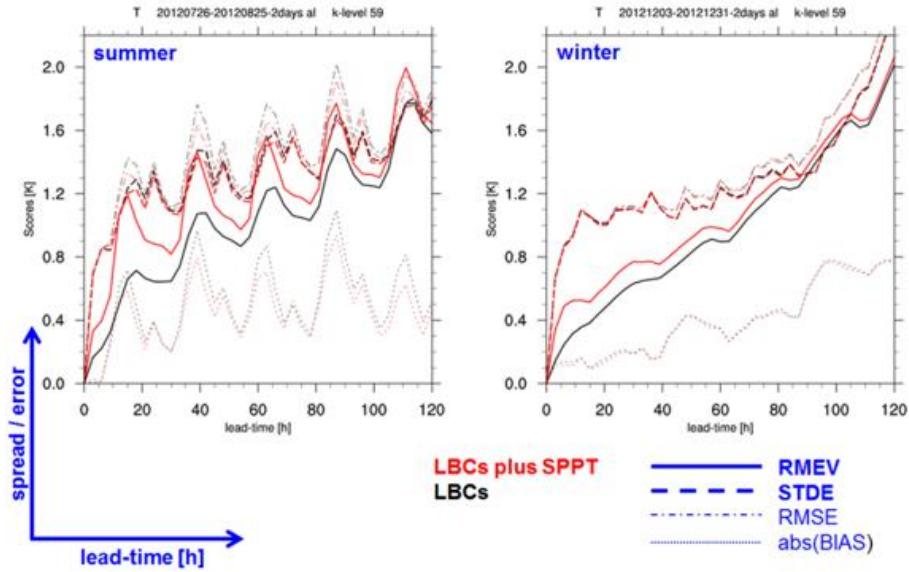 T 20120726-20120825-2days al k-level 59
summer
Scores [K]
2.0
1.6
1.2
0.8
0.4
0.0
0 20 40 60 80 100 120
lead-time [h]
T 20121203-20121231-2days al k-level 59
winter
Scores [K]
2.0
1.6
1.2
0.8
0.4
0.0
0 20 40 60 80 100 120
lead-time [h]
spread / error
lead-time [h]
LBCs plus SPPT
LBCs
RMEV
STDE
RMSE
abs(BIAS)